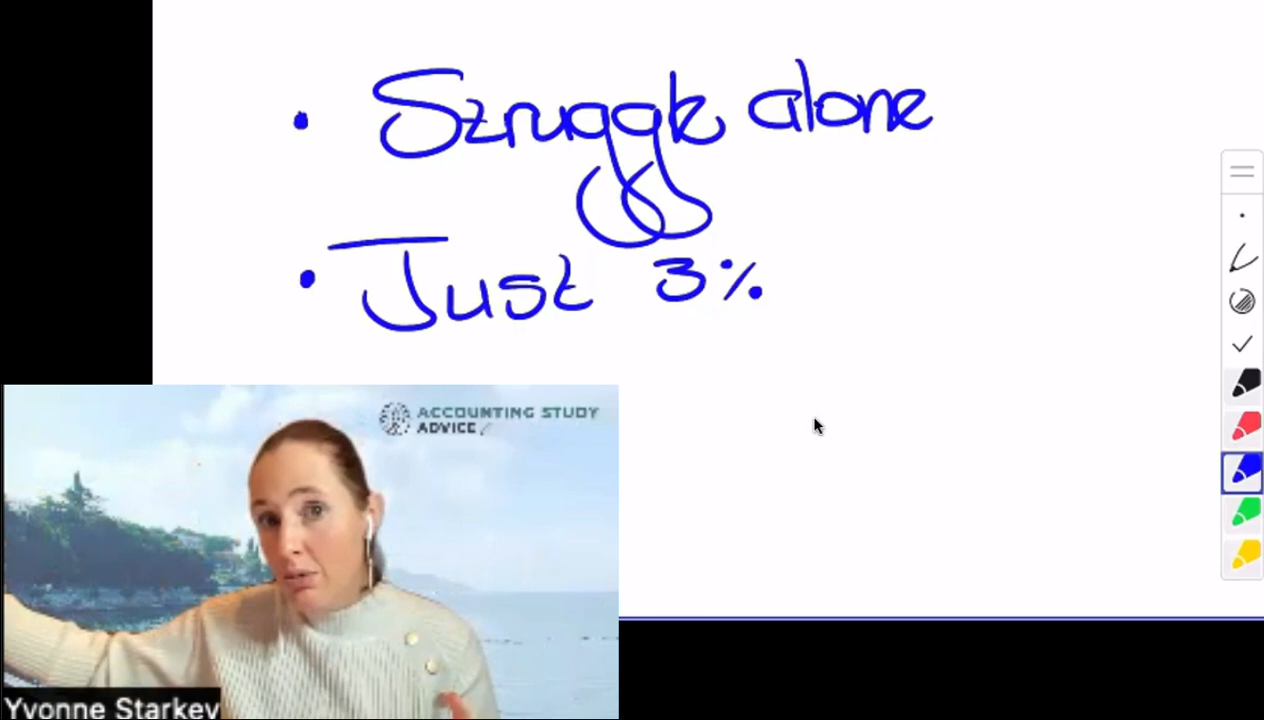 • Struggle alone
• Just 3%
ACCOUNTING STUDY
ADVICE
Yvonne Starkey